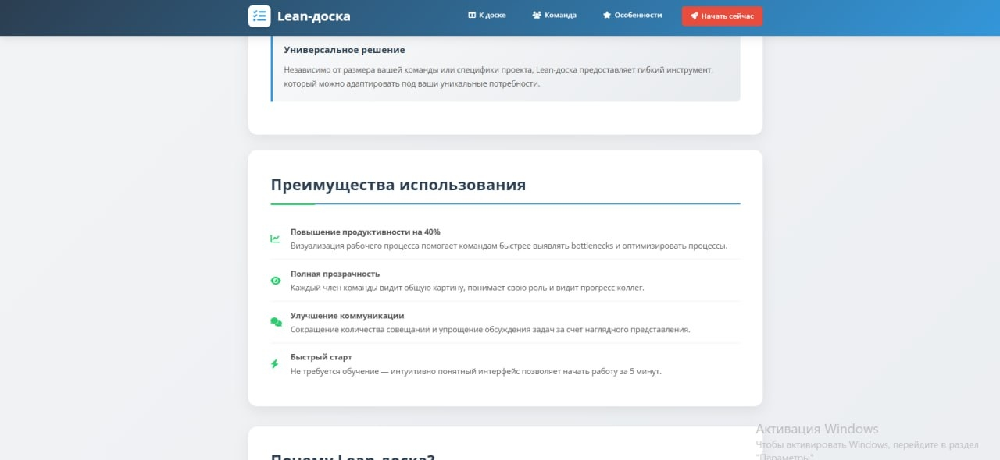 Lean-доска
К доске
Команда
Особенности
Начать сейчас
Универсальное решение
Независимо от размера вашей команды или специфики проекта, Lean-доска предоставляет гибкий инструмент,
который можно адаптировать под ваши уникальные потребности.
Преимущества использования
Повышение продуктивности на 40%
Визуализация рабочего процесса помогает командам быстрее выявлять bottlenecks и оптимизировать процессы.
Полная прозрачность
Каждый член команды видит общую картину, понимает свою роль и видит прогресс коллег.
Улучшение коммуникации
Сокращение количества совещаний и упрощение обсуждения задач за счет наглядного представления.
Быстрый старт
Не требуется обучение — интуитивно понятный интерфейс позволяет начать работу за 5 минут.
Почему Lean-доска?
Активация Windows
Чтобы активировать Windows, перейдите в раздел
"Параметры"